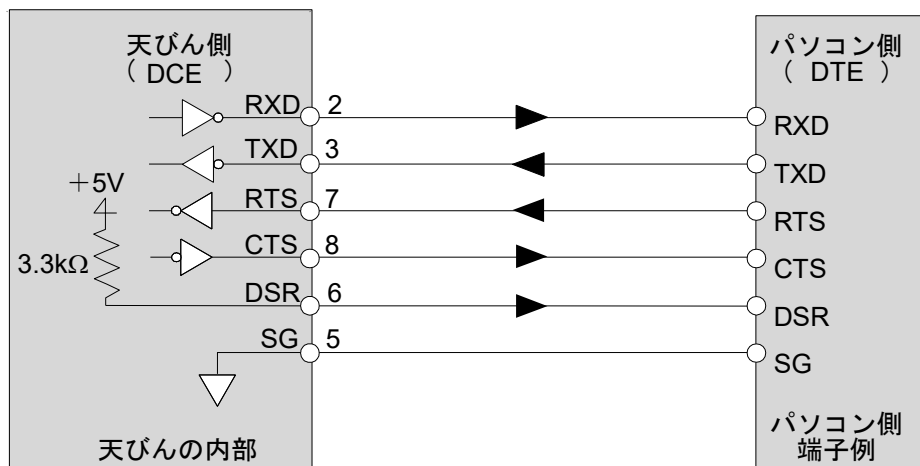 天びん側
( DCE )
RXD 2
TXD 3
+5V
RTS 7
CTS 8
3.3kΩ
DSR 6
SG 5
天びんの内部
パソコン側
( DTE )
RXD
TXD
RTS
CTS
DSR
SG
パソコン側
端子例